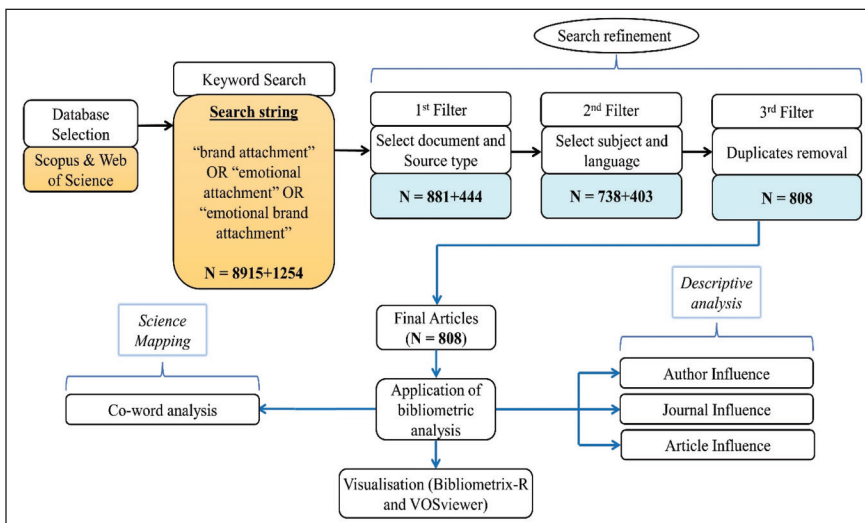 Search refinement
Keyword Search
Database
Selection
Scopus & Web
of Science
Search string
“brand attachment”
OR “emotional
attachment” OR
“emotional brand
attachment”
N = 8915+1254
1st Filter
Select document and
Source type
N = 881+444
2nd Filter
Select subject and
language
N = 738+403
3rd Filter
Duplicates removal
N = 808
Science
Mapping
Co-word analysis
Final Articles
(N = 808)
Application of
bibliometric
analysis
Visualisation (Bibliometrix-R
and VOSviewer)
Descriptive
analysis
Author Influence
Journal Influence
Article Influence